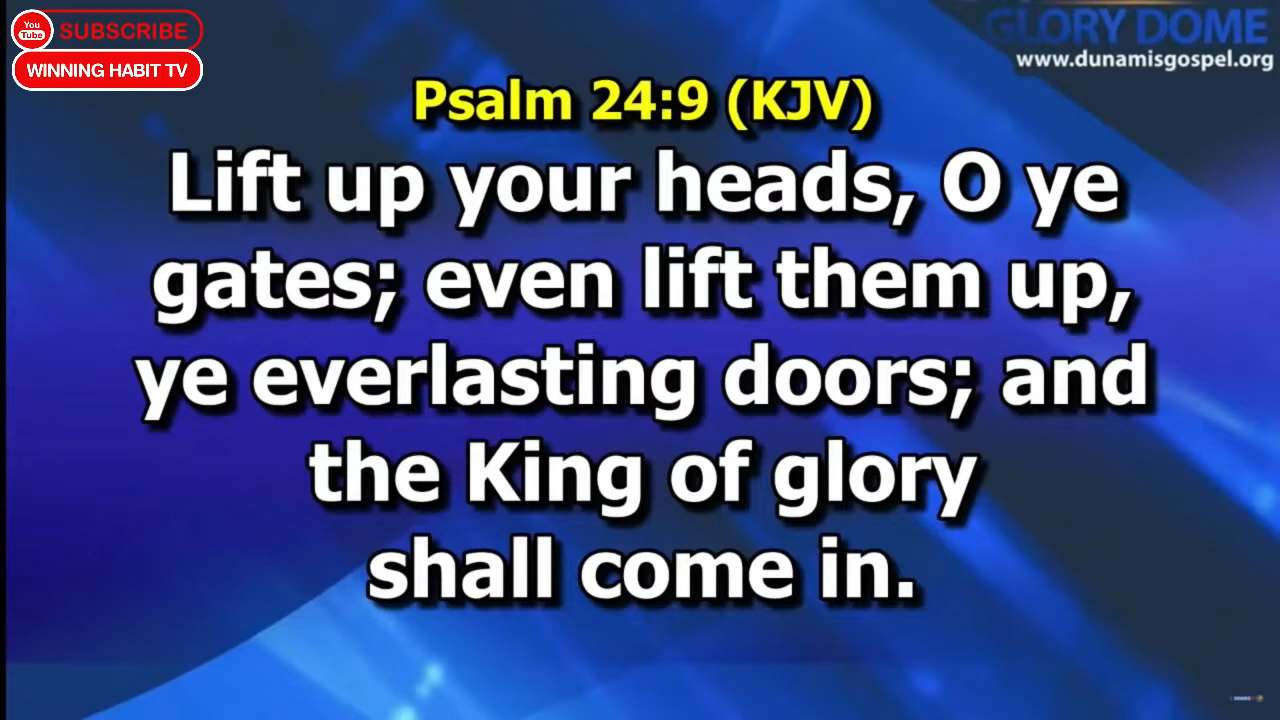 You
Tube
SUBSCRIBE
WINNING HABIT TV
GLORY DOME
www.dunamisgospel.org
Psalm 24:9 (KJV)
Lift up your heads, O ye
gates; even lift them up,
ye everlasting doors; and
the King of glory
shall come in.